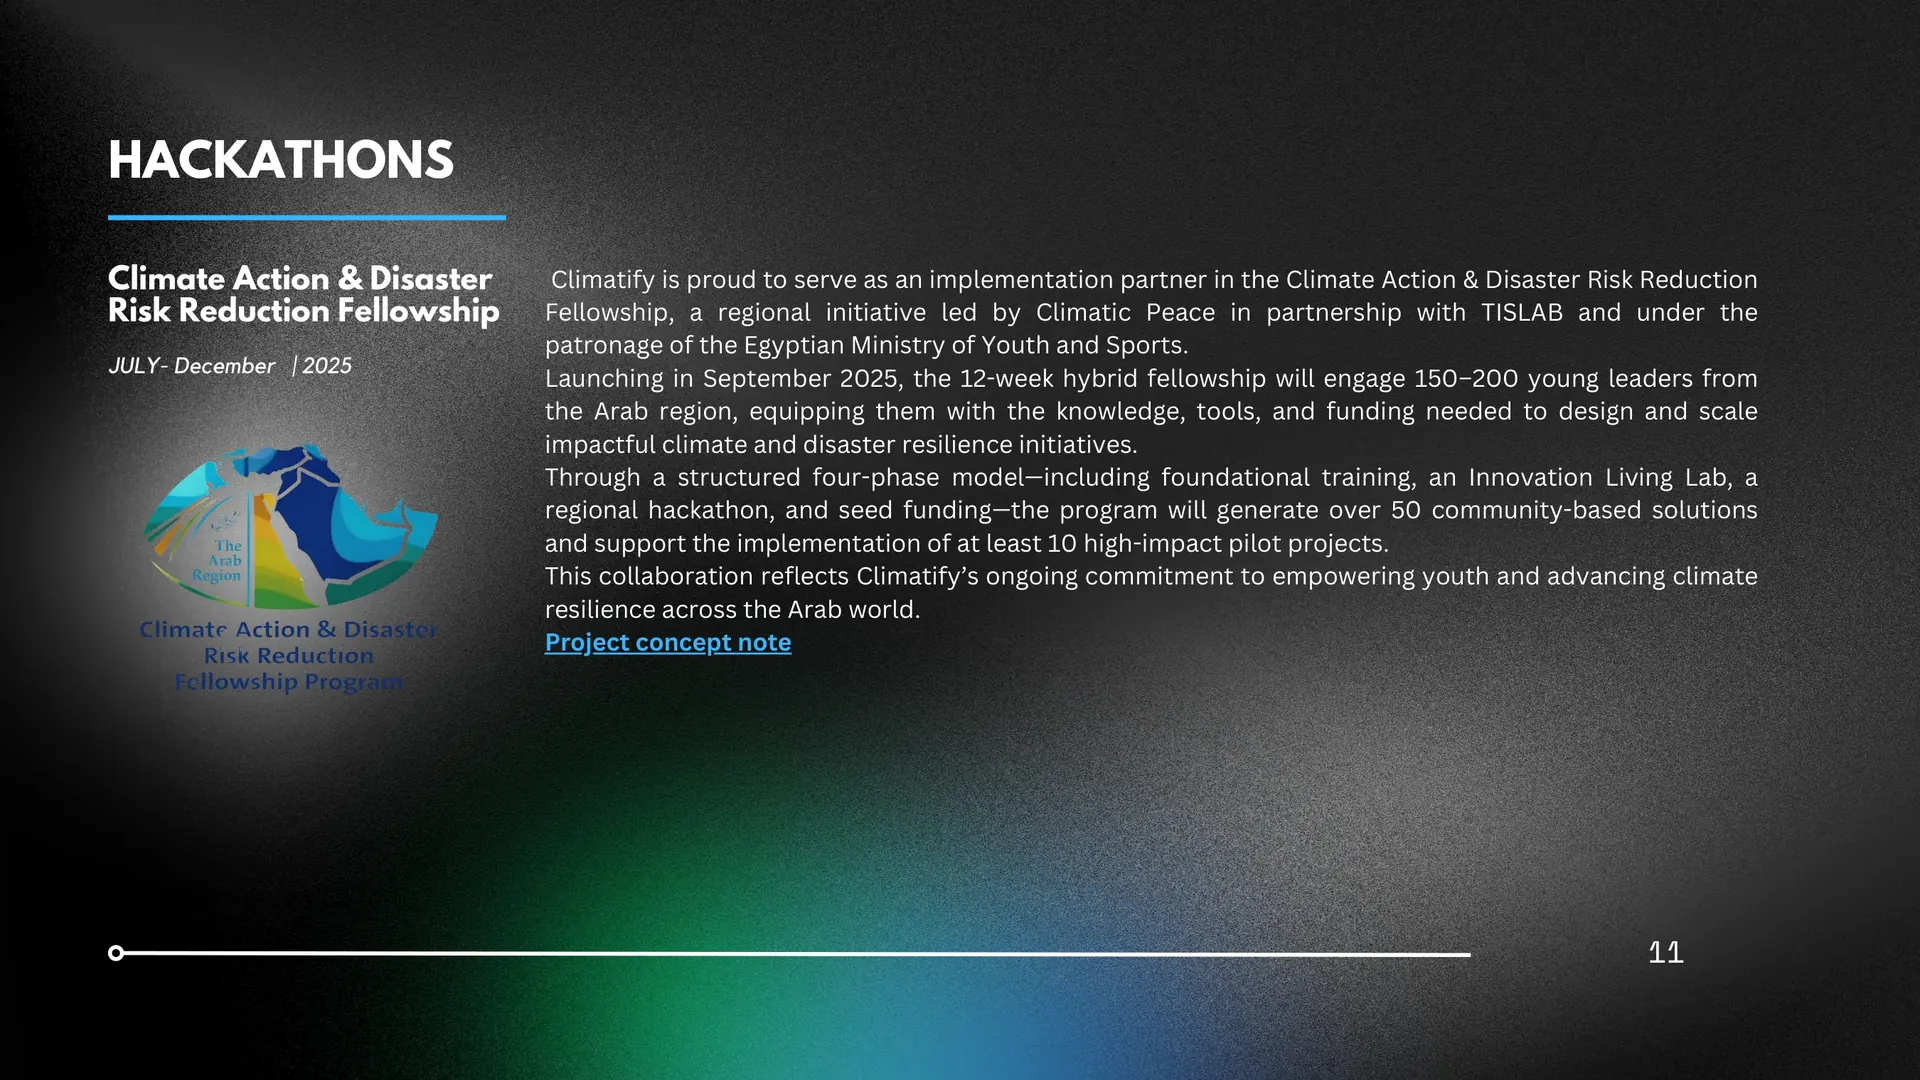 HACKATHONS
Climate Action & Disaster
Risk Reduction Fellowship
JULY- December | 2025
The
Arab
Region
Climate Action & Disaster
Risk Reduction
Fellowship Program
Climatify is proud to serve as an implementation partner in the Climate Action & Disaster Risk Reduction
Fellowship, a regional initiative led by Climatic Peace in partnership with TISLAB and under the
patronage of the Egyptian Ministry of Youth and Sports.
Launching in September 2025, the 12-week hybrid fellowship will engage 150–200 young leaders from
the Arab region, equipping them with the knowledge, tools, and funding needed to design and scale
impactful climate and disaster resilience initiatives.
Through a structured four-phase model—including foundational training, an Innovation Living Lab, a
regional hackathon, and seed funding—the program will generate over 50 community-based solutions
and support the implementation of at least 10 high-impact pilot projects.
This collaboration reflects Climatify’s ongoing commitment to empowering youth and advancing climate
resilience across the Arab world.
Project concept note
11